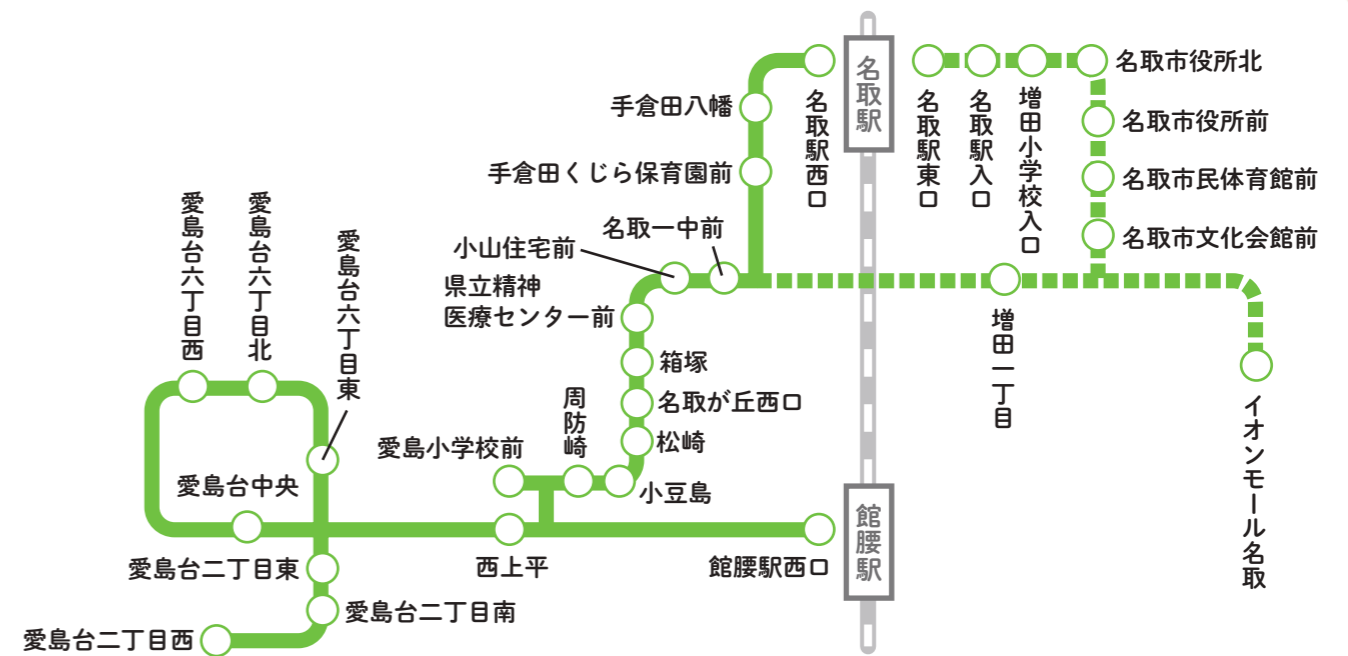 名取駅
名取市役所北
手倉田八幡
名取駅西口
名取駅東口
名取駅入口
増田小学校入口
名取市役所前
手倉田くじら保育園前
名取市民体育館前
愛島台六丁目西
愛島台六丁目北
愛島台六丁目東
小山住宅前
名取一中前
名取市文化会館前
県立精神
医療センター前
増田一丁目
箱塚
名取が丘西口
周防崎
松崎
イオンモール名取
愛島小学校前
小豆島
愛島台中央
館腰駅
愛島台二丁目東
西上平
館腰駅西口
愛島台二丁目南
愛島台二丁目西